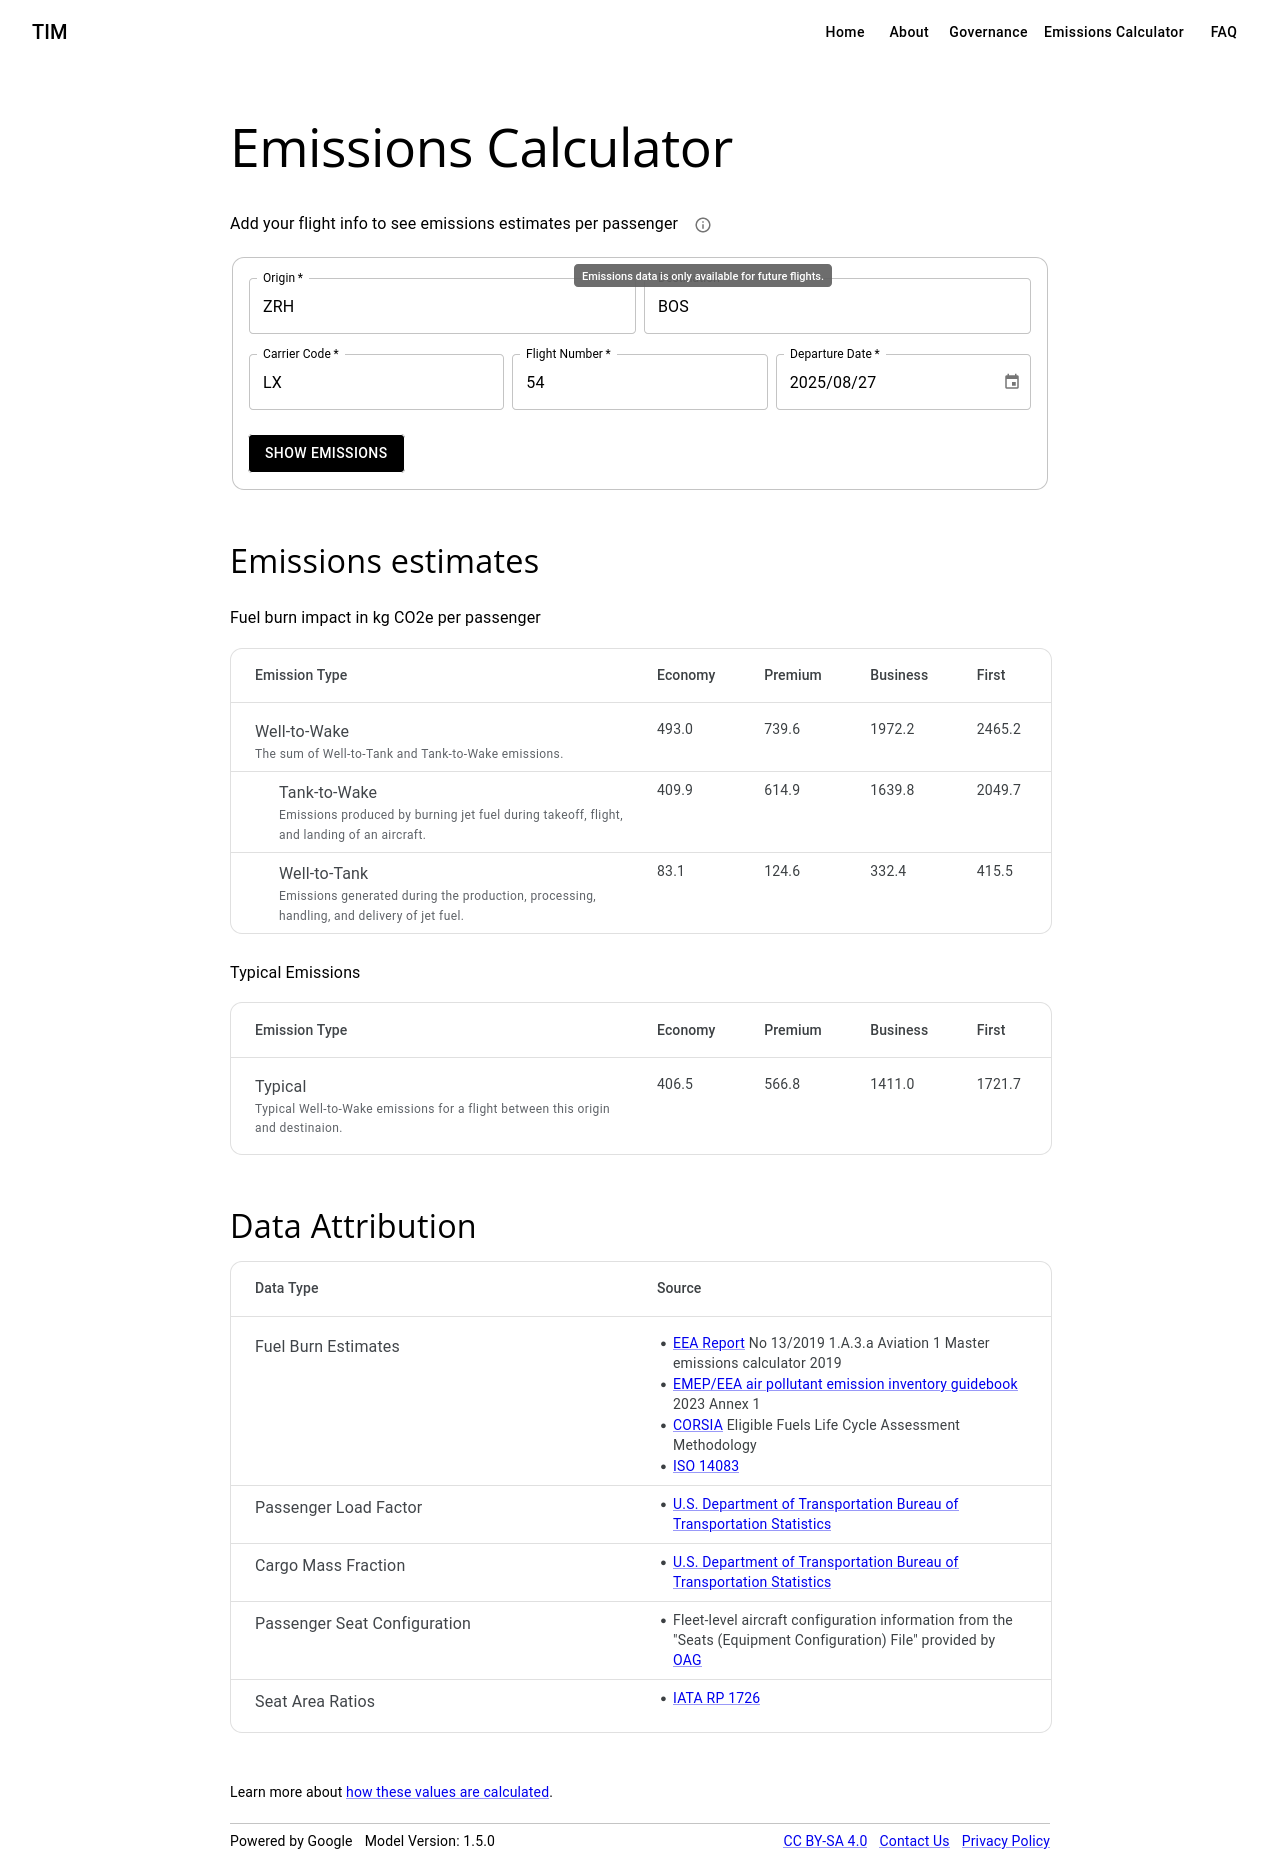 TIM
Home About Governance Emissions Calculator FAQ
Emissions Calculator
Add your flight info to see emissions estimates per passenger
Emissions data is only available for future flights.
Origin *
ZRH
BOS
Carrier Code *
LX
Flight Number *
54
Departure Date *
2025/08/27
SHOW EMISSIONS
Emissions estimates
Fuel burn impact in kg CO2e per passenger
Emission Type Economy Premium Business First
Well-to-Wake 493.0 739.6 1972.2 2465.2
The sum of Well-to-Tank and Tank-to-Wake emissions.
Tank-to-Wake 409.9 614.9 1639.8 2049.7
Emissions produced by burning jet fuel during takeoff, flight,
and landing of an aircraft.
Well-to-Tank 83.1 124.6 332.4 415.5
Emissions generated during the production, processing,
handling, and delivery of jet fuel.
Typical Emissions
Emission Type Economy Premium Business First
Typical 406.5 566.8 1411.0 1721.7
Typical Well-to-Wake emissions for a flight between this origin
and destinaion.
Data Attribution
Data Type Source
Fuel Burn Estimates
• EEA Report No 13/2019 1.A.3.a Aviation 1 Master
emissions calculator 2019
• EMEP/EEA air pollutant emission inventory guidebook
2023 Annex 1
• CORSIA Eligible Fuels Life Cycle Assessment
Methodology
• ISO 14083
Passenger Load Factor
• U.S. Department of Transportation Bureau of
Transportation Statistics
Cargo Mass Fraction
• U.S. Department of Transportation Bureau of
Transportation Statistics
Passenger Seat Configuration
• Fleet-level aircraft configuration information from the
"Seats (Equipment Configuration) File" provided by
OAG
Seat Area Ratios
• IATA RP 1726
Learn more about how these values are calculated.
Powered by Google Model Version: 1.5.0 CC BY-SA 4.0 Contact Us Privacy Policy